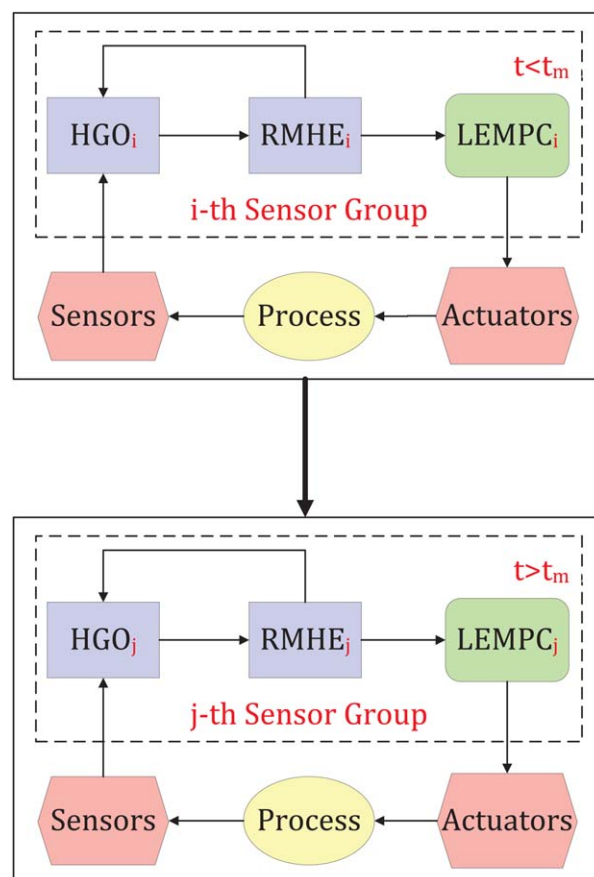 t<tm
HGOi RMHEi LEMPCi
i-th Sensor Group
Sensors Process Actuators
t>tm
HGOj RMHEj LEMPCj
j-th Sensor Group
Sensors Process Actuators